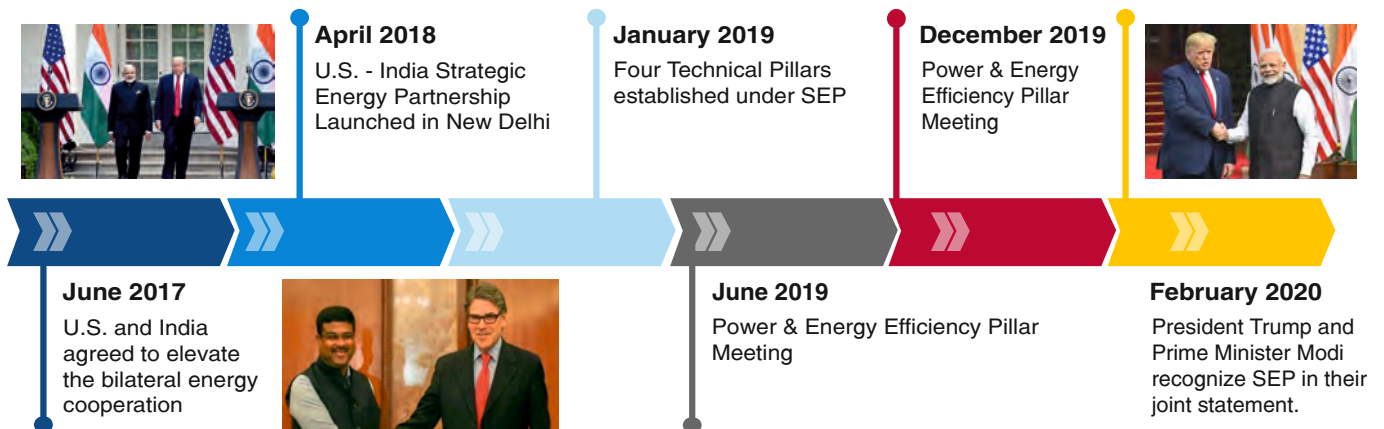 April 2018
U.S. - India Strategic
Energy Partnership
Launched in New Delhi
January 2019
Four Technical Pillars
established under SEP
December 2019
Power & Energy
Efficiency Pillar
Meeting
June 2017
U.S. and India
agreed to elevate
the bilateral energy
cooperation
June 2019
Power & Energy Efficiency Pillar
Meeting
February 2020
President Trump and
Prime Minister Modi
recognize SEP in their
joint statement.